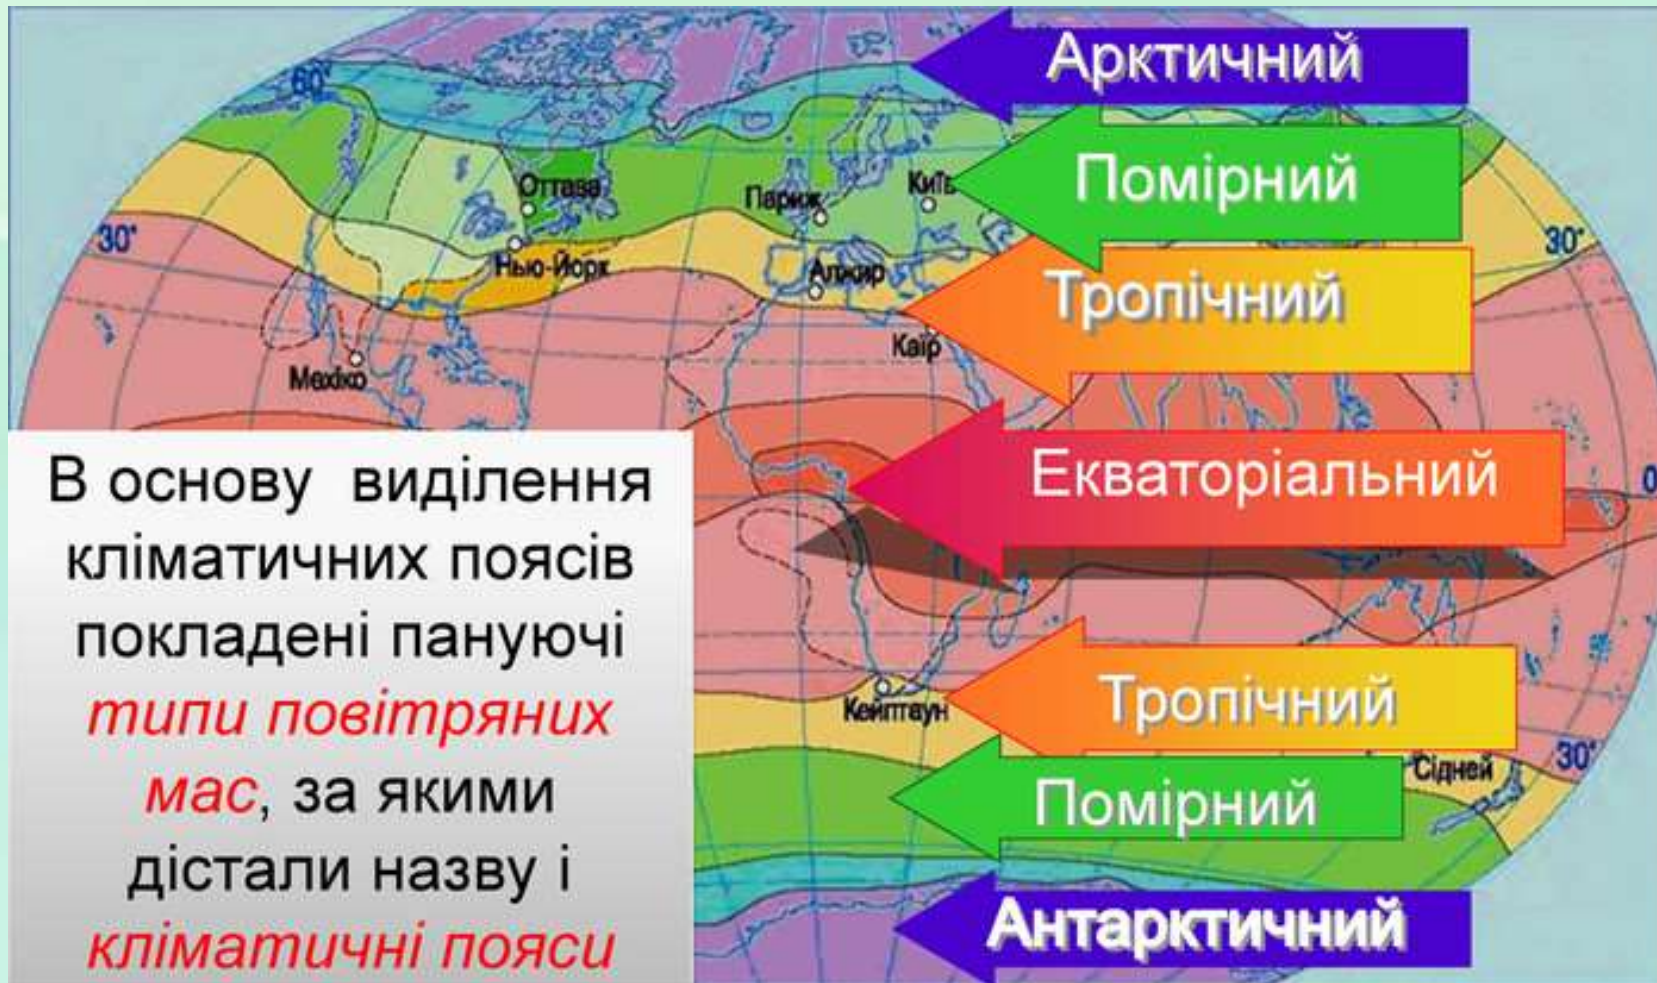 Арктичний
60°
Помірний
Оттава
Париж
Київ
30°
30°
Нью-Йорк
Алжир
Тропічний
Каїр
Мехіко
Екваторіальний
0
В основу виділення
кліматичних поясів
покладені пануючі
типи повітряних
мас, за якими
дістали назву і
кліматичні пояси
Тропічний
Кейптаун
30°
Сідней
Помірний
Антарктичний